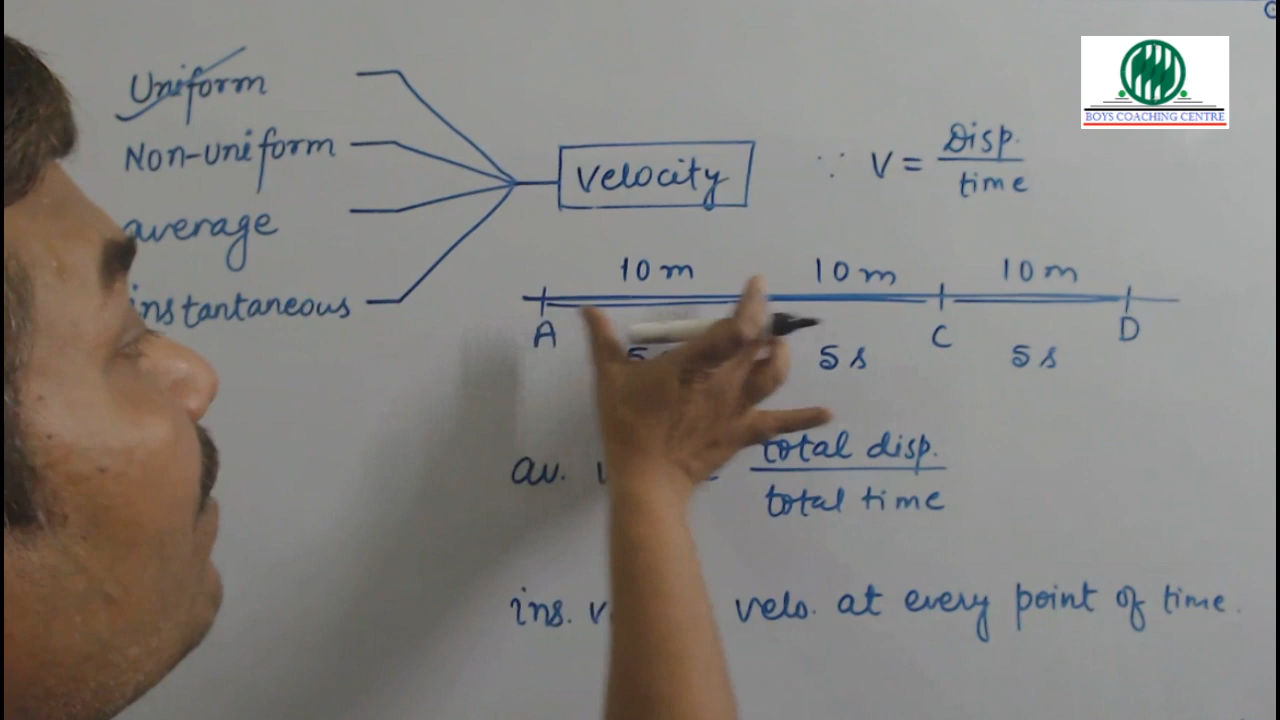 Uniform
Non-uniform
average
instantaneous
velocity
∵ V = Disp. / time
BOYS COACHING CENTRE
10 m 10 m 10 m
A C D
5 s 5 s
av. total disp. / total time
ins. velo. at every point of time.